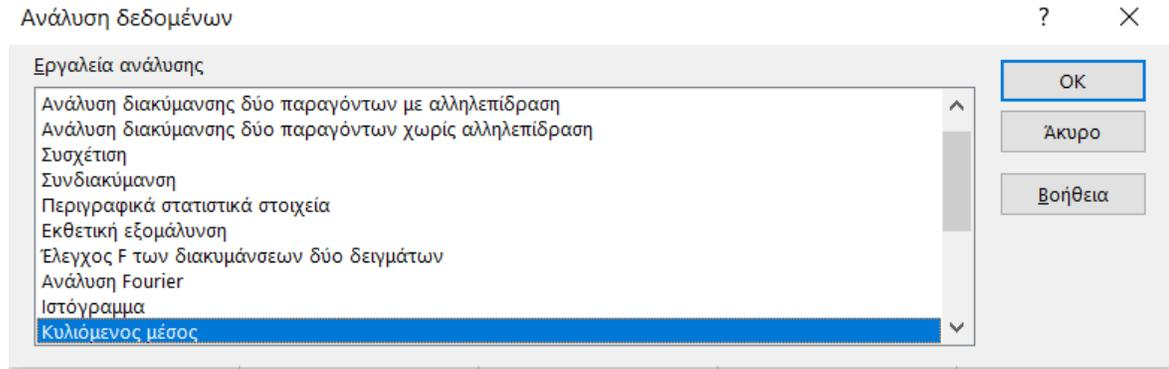 Ανάλυση δεδομένων ? ×
Εργαλεία ανάλυσης
OK
Ανάλυση διακύμανσης δύο παραγόντων με αλληλεπίδραση
Ανάλυση διακύμανσης δύο παραγόντων χωρίς αλληλεπίδραση
Άκυρο
Συσχέτιση
Συνδιακύμανση
Βοήθεια
Περιγραφικά στατιστικά στοιχεία
Εκθετική εξομάλυνση
Έλεγχος F των διακυμάνσεων δύο δειγμάτων
Ανάλυση Fourier
Ιστόγραμμα
Κυλιόμενος μέσος